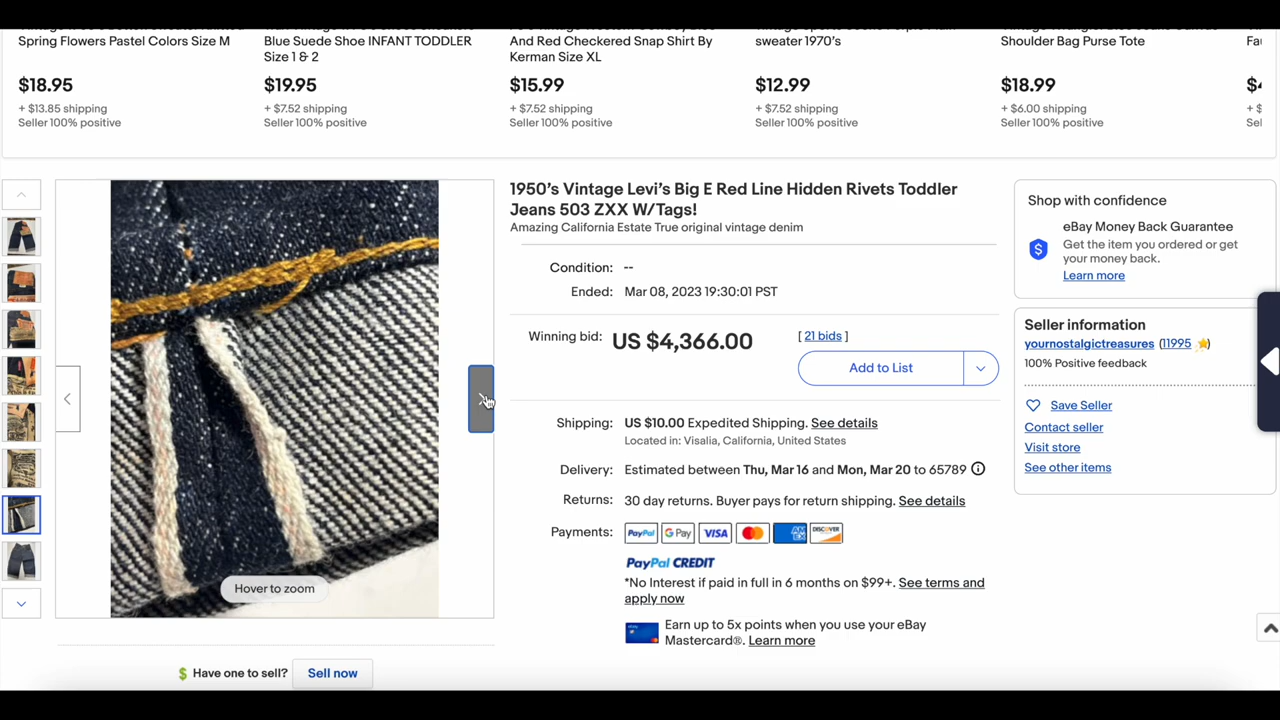 Spring Flowers Pastel Colors Size M
Blue Suede Shoe INFANT TODDLER
Size 1 & 2
And Red Checkered Snap Shirt By
Kerman Size XL
sweater 1970's
Shoulder Bag Purse Tote
$18.95
$19.95
$15.99
$12.99
$18.99
+ $13.85 shipping
+ $7.52 shipping
+ $7.52 shipping
+ $7.52 shipping
+ $6.00 shipping
Seller 100% positive
Seller 100% positive
Seller 100% positive
Seller 100% positive
Seller 100% positive
1950's Vintage Levi's Big E Red Line Hidden Rivets Toddler
Jeans 503 ZXX W/Tags!
Amazing California Estate True original vintage denim
Condition: --
Ended: Mar 08, 2023 19:30:01 PST
Winning bid: US $4,366.00 [ 21 bids ]
Add to List
Shipping: US $10.00 Expedited Shipping. See details
Located in: Visalia, California, United States
Delivery: Estimated between Thu, Mar 16 and Mon, Mar 20 to 65789
Returns: 30 day returns. Buyer pays for return shipping. See details
Payments: PayPal G Pay VISA AM EX DISCOVER
PayPal CREDIT
*No Interest if paid in full in 6 months on $99+. See terms and
apply now
Earn up to 5x points when you use your eBay
Mastercard®. Learn more
Hover to zoom
Have one to sell? Sell now
Shop with confidence
eBay Money Back Guarantee
Get the item you ordered or get
your money back.
Learn more
Seller information
yournostalgictreasures (11995)
100% Positive feedback
Save Seller
Contact seller
Visit store
See other items